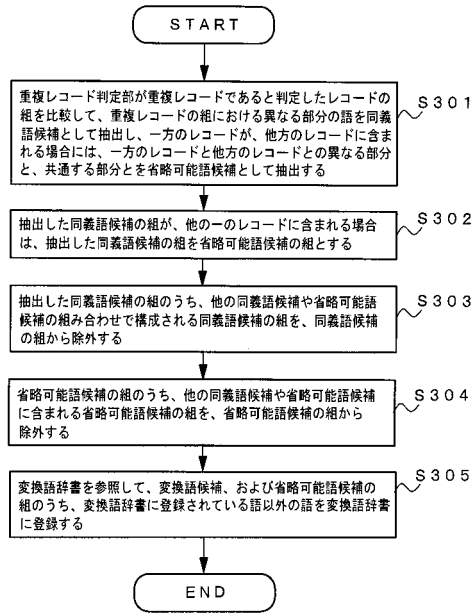 START
重複レコード判定部が重複レコードであると判定したレコードの
組を比較して、重複レコードの組における異なる部分の語を同義
語候補として抽出し、一方のレコードが、他方のレコードに含ま
れる場合には、一方のレコードと他方のレコードとの異なる部分
と、共通する部分とを省略可能語候補として抽出する
S301
抽出した同義語候補の組が、他の一のレコードに含まれる場合
は、抽出した同義語候補の組を省略可能語候補の組とする
S302
抽出した同義語候補の組のうち、他の同義語候補や省略可能語
候補の組み合わせで構成される同義語候補の組を、同義語候補
の組から除外する
S303
省略可能語候補の組のうち、他の同義語候補や省略可能語候補
に含まれる省略可能語候補の組を、省略可能語候補の組から
除外する
S304
変換語辞書を参照して、変換語候補、および省略可能語候補の
組のうち、変換語辞書に登録されている語以外の語を変換語辞書
に登録する
S305
END